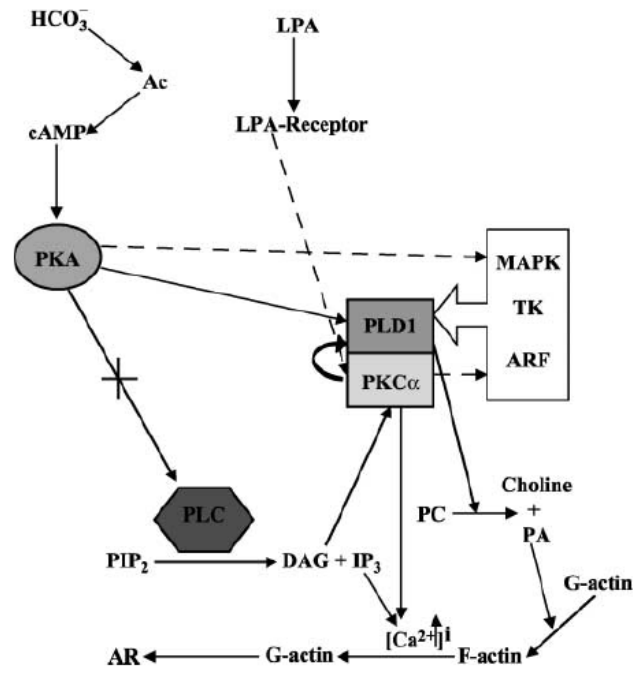 HCO₃⁻
LPA
Ac
cAMP
LPA-Receptor
PKA
MAPK
TK
ARF
PLD1
PKCα
PLC
Choline
+
PC
PA
PIP₂
DAG + IP₃
G-actin
[Ca²⁺]ⁱ
AR
G-actin
F-actin